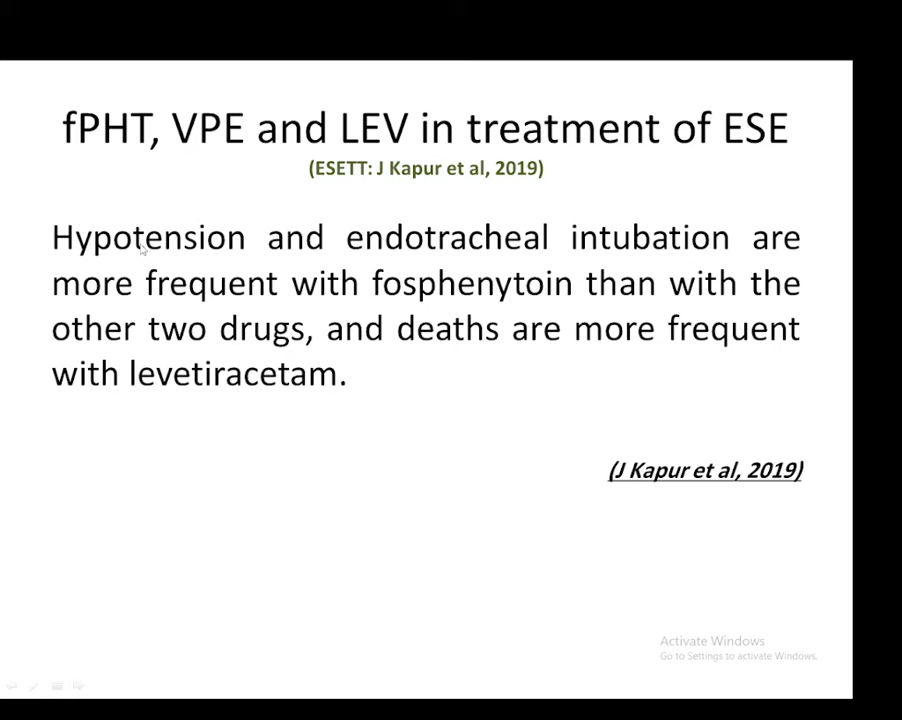 fPHT, VPE and LEV in treatment of ESE
(ESETT: J Kapur et al, 2019)
Hypotension and endotracheal intubation are
more frequent with fosphenytoin than with the
other two drugs, and deaths are more frequent
with levetiracetam.
(J Kapur et al, 2019)
Activate Windows
Go to Settings to activate Windows.